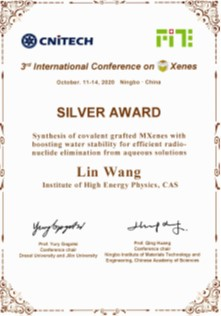 CNITECH
3rd International Conference on MXenes
October. 11-14, 2020 Ningbo · China
SILVER AWARD
Synthesis of covalent grafted MXenes with
boosting water stability for efficient radio-
nuclide elimination from aqueous solutions
Lin Wang
Institute of High Energy Physics, CAS
Prof. Yury Gogotsi
Conference chair
Drexel University and Jilin University
Prof. Qing Huang
Conference chair
Ningbo Institute of Materials Technology and
Engineering, Chinese Academy of Sciences